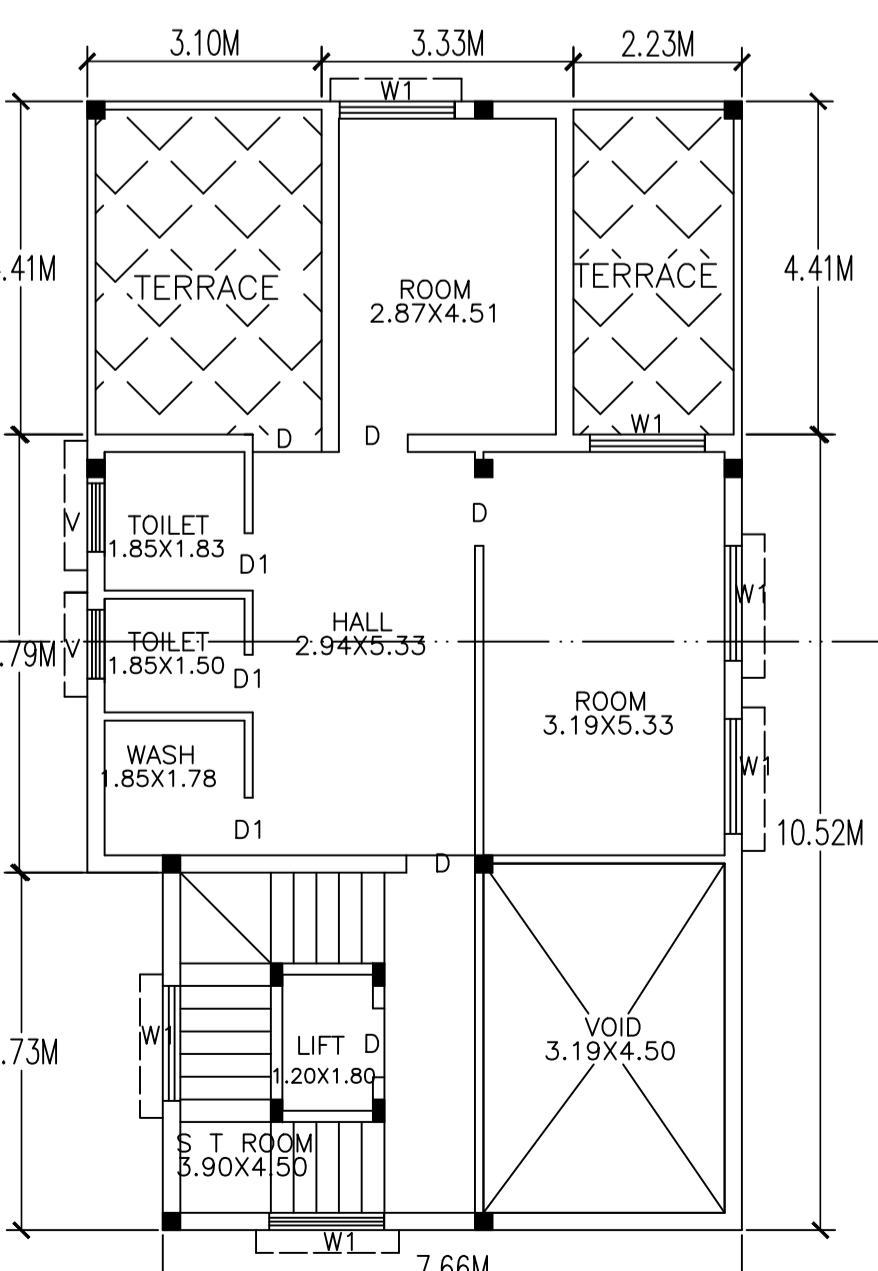 3.10M
3.33M
2.23M
W1
.41M
TERRACE
ROOM
2.87X4.51
TERRACE
4.41M
W1
D
D
V
TOILET
1.85X1.83
D
D1
W1
HALL
2.94X5.33
.79M
V
TOILET
1.85X1.50
D1
ROOM
3.19X5.33
WASH
1.85X1.78
W1
D1
10.52M
D
VOID
3.19X4.50
W1
LIFT
D
1.20X1.80
.73M
S T ROOM
3.90X4.50
W1
7.66M